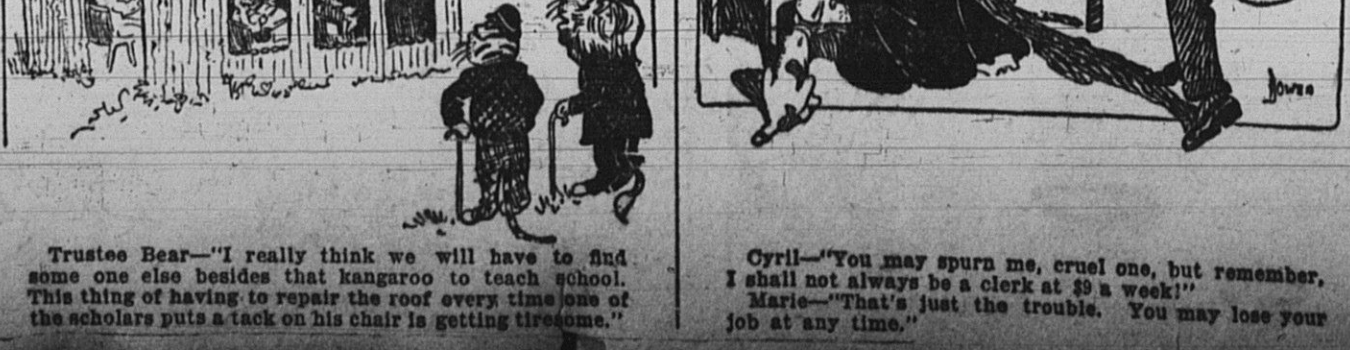 Trustee Bear—"I really think we will have to find
some one else besides that kangaroo to teach school.
This thing of having to repair the roof every time one of
the scholars puts a tack on his chair is getting tiresome."
Bowen
Cyril—"You may spurn me, cruel one, but remember,
I shall not always be a clerk at $9 a week!"
Marie—"That's just the trouble. You may lose your
job at any time."